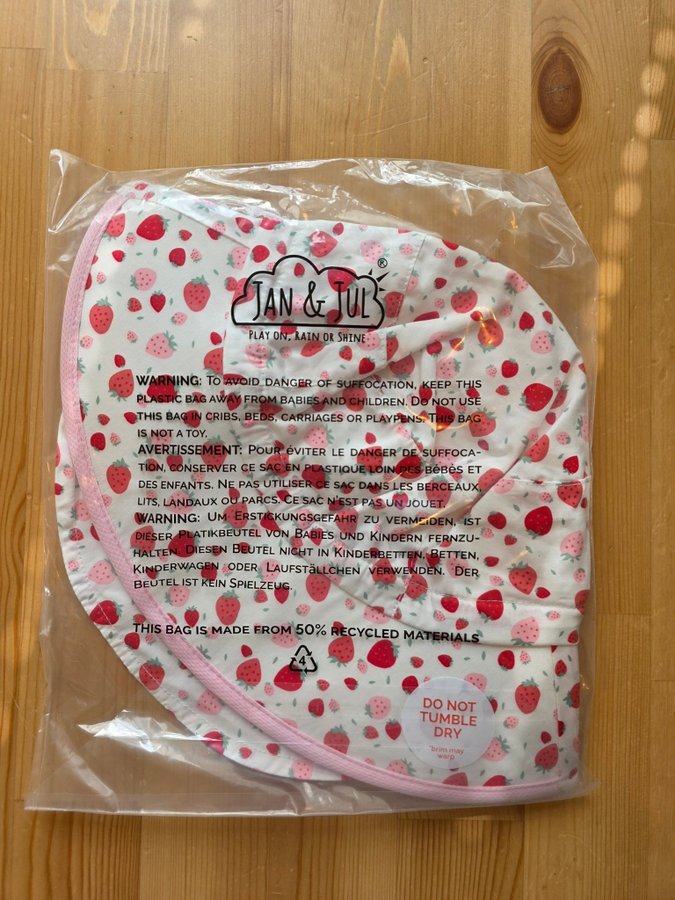 JAN & JUL®
PLAY ON, RAIN OR SHINE
WARNING: TO AVOID DANGER OF SUFFOCATION, KEEP THIS
PLASTIC BAG AWAY FROM BABIES AND CHILDREN. DO NOT USE
THIS BAG IN CRIBS, BEDS, CARRIAGES OR PLAYPENS. THIS BAG
IS NOT A TOY.
AVERTISSEMENT: POUR ÉVITER LE DANGER DE SUFFOCA-
TION, CONSERVER CE SAC EN PLASTIQUE LOIN DES BÉBÉS ET
DES ENFANTS. NE PAS UTILISER CE SAC DANS LES BERCEAUX,
LITS, LANDAUX OU PARCS. CE SAC N'EST PAS UN JOUET.
WARNING: UM ERSTICKUNGSGEFAHR ZU VERMEIDEN, IST
DIESER PLATIKBEUTEL VON BABIES UND KINDERN FERNZU-
HALTEN. DIESEN BEUTEL NICHT IN KINDERBETTEN, BETTEN,
KINDERWAGEN ODER LAUFSTÄLLCHEN VERWENDEN. DER
BEUTEL IST KEIN SPIELZEUG.
THIS BAG IS MADE FROM 50% RECYCLED MATERIALS
4
DO NOT
TUMBLE
DRY
*brim may
warp